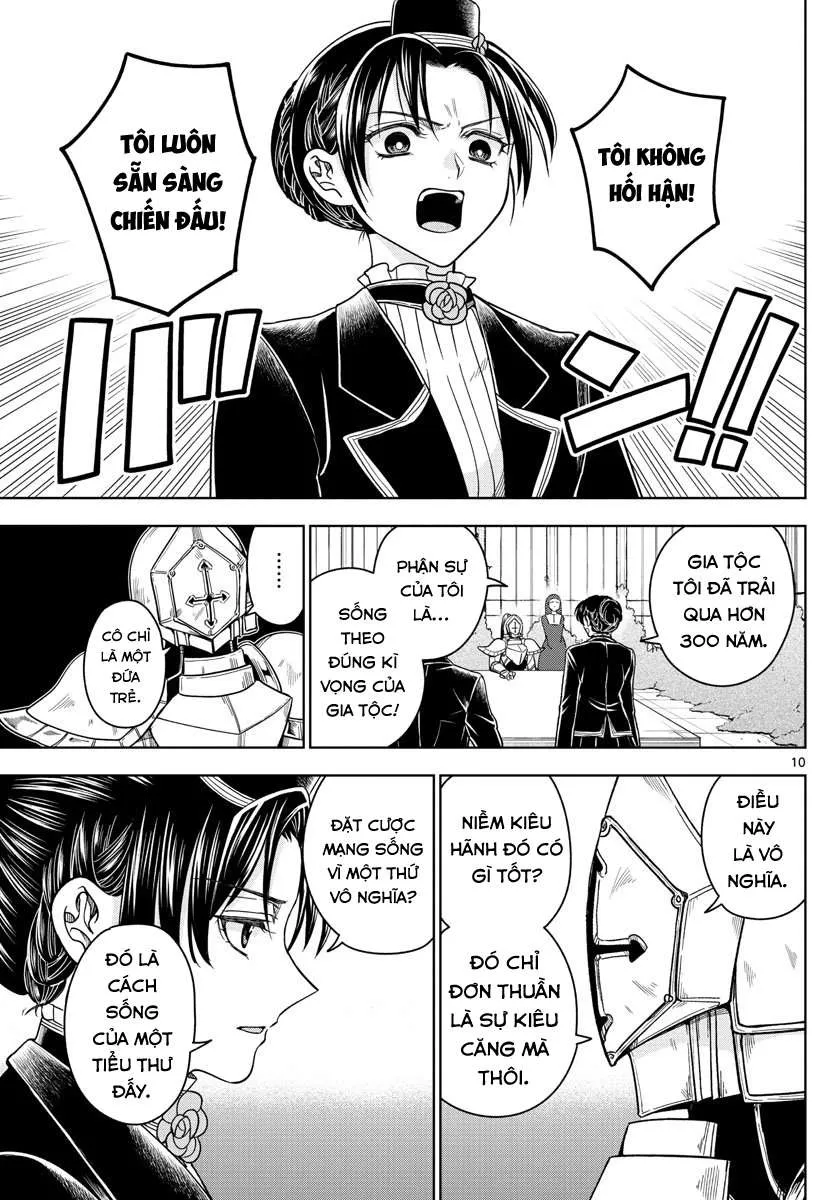 TÔI KHÔNG
HỐI HẬN!
TÔI LUÔN
SẴN SÀNG
CHIẾN ĐẤU!
バーン!!
GIA TỘC
TÔI ĐÃ TRẢI
QUA HƠN
300 NĂM.
PHẬN SỰ
CỦA TÔI
LÀ...
SỐNG
THEO
ĐÚNG KÌ
VỌNG CỦA
GIA TỘC!
......
CÔ CHỈ
LÀ MỘT
ĐỨA
TRẺ.
10
ĐIỀU
NÀY
LÀ VÔ
NGHĨA.
NIỀM KIÊU
HÃNH ĐÓ CÓ
GÌ TỐT?
ĐÓ CHỈ
ĐƠN THUẦN
LÀ SỰ KIÊU
CĂNG MÀ
THÔI.
ĐẶT CƯỢC
MẠNG SỐNG
VÌ MỘT THỨ
VÔ NGHĨA?
ĐÓ LÀ
CÁCH
SỐNG
CỦA MỘT
TIỂU THƯ
ĐẤY.